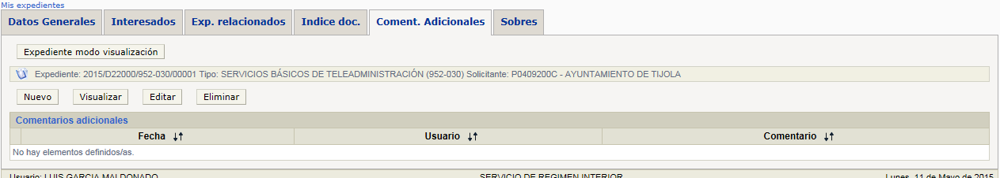 Mis expedientes
Datos Generales Interesados Exp. relacionados Indice doc. Coment. Adicionales Sobres
Expediente modo visualización
Expediente: 2015/D22000/952-030/00001 Tipo: SERVICIOS BÁSICOS DE TELEADMINISTRACIÓN (952-030) Solicitante: P0409200C - AYUNTAMIENTO DE TIJOLA
Nuevo Visualizar Editar Eliminar
Comentarios adicionales
Fecha Usuario Comentario
No hay elementos definidos/as.
Usuario: LUIS GARCIA MALDONADO SERVICIO DE REGIMEN INTERIOR Lunes, 11 de Mayo de 2015